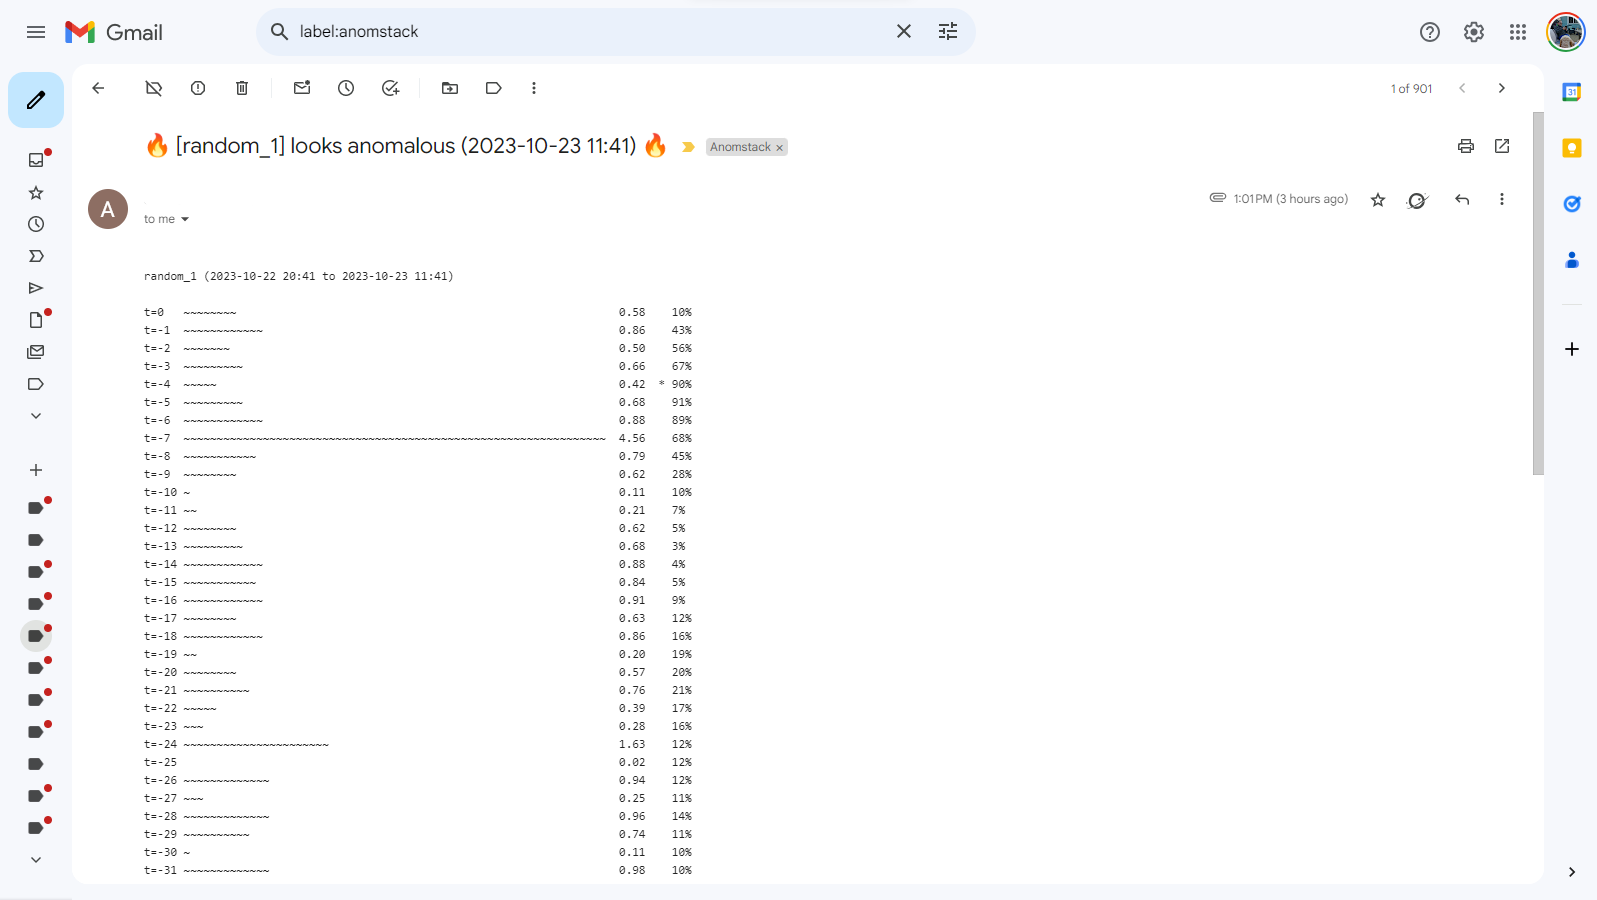 Gmail
label:anomstack
1 of 901
🔥 [random_1] looks anomalous (2023-10-23 11:41) 🔥 Anomstack ×
A
1:01 PM (3 hours ago)
to me
random_1 (2023-10-22 20:41 to 2023-10-23 11:41)
t=0 ~~~~~~~~ 0.58 10%
t=-1 ~~~~~~~~~~~~ 0.86 43%
t=-2 ~~~~~~~ 0.50 56%
t=-3 ~~~~~~~~~ 0.66 67%
t=-4 ~~~~~ 0.42 * 90%
t=-5 ~~~~~~~~~ 0.68 91%
t=-6 ~~~~~~~~~~~~ 0.88 89%
t=-7 ~~~~~~~~~~~~~~~~~~~~~~~~~~~~~~~~~~~~~~~~~~~~~~~~~~~~~~~~~~~~~~~~ 4.56 68%
t=-8 ~~~~~~~~~~~ 0.79 45%
t=-9 ~~~~~~~~ 0.62 28%
t=-10 ~ 0.11 10%
t=-11 ~~ 0.21 7%
t=-12 ~~~~~~~~ 0.62 5%
t=-13 ~~~~~~~~~ 0.68 3%
t=-14 ~~~~~~~~~~~~ 0.88 4%
t=-15 ~~~~~~~~~~~ 0.84 5%
t=-16 ~~~~~~~~~~~~ 0.91 9%
t=-17 ~~~~~~~~ 0.63 12%
t=-18 ~~~~~~~~~~~~ 0.86 16%
t=-19 ~~ 0.20 19%
t=-20 ~~~~~~~~ 0.57 20%
t=-21 ~~~~~~~~~~ 0.76 21%
t=-22 ~~~~~ 0.39 17%
t=-23 ~~~ 0.28 16%
t=-24 ~~~~~~~~~~~~~~~~~~~~~~ 1.63 12%
t=-25 0.02 12%
t=-26 ~~~~~~~~~~~~~ 0.94 12%
t=-27 ~~~ 0.25 11%
t=-28 ~~~~~~~~~~~~~ 0.96 14%
t=-29 ~~~~~~~~~~ 0.74 11%
t=-30 ~ 0.11 10%
t=-31 ~~~~~~~~~~~~~ 0.98 10%
31